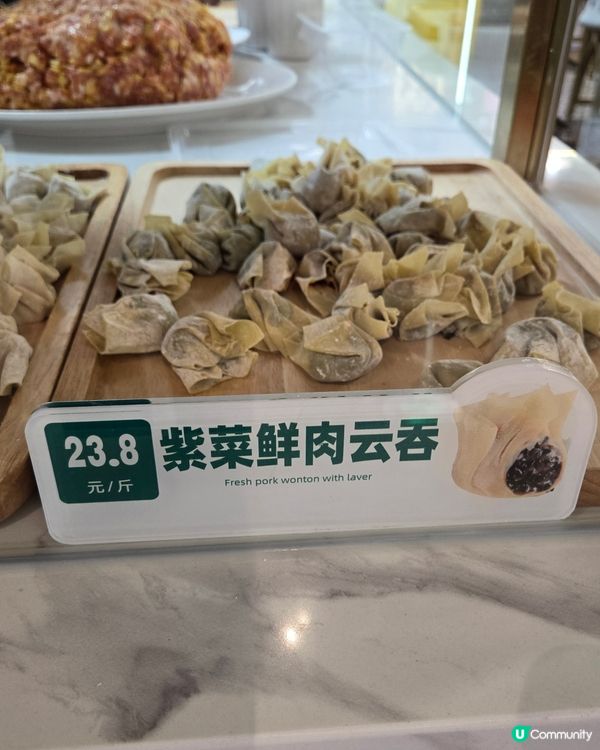 23.8
元/斤
紫菜鲜肉云吞
Fresh pork wonton with laver
U Community